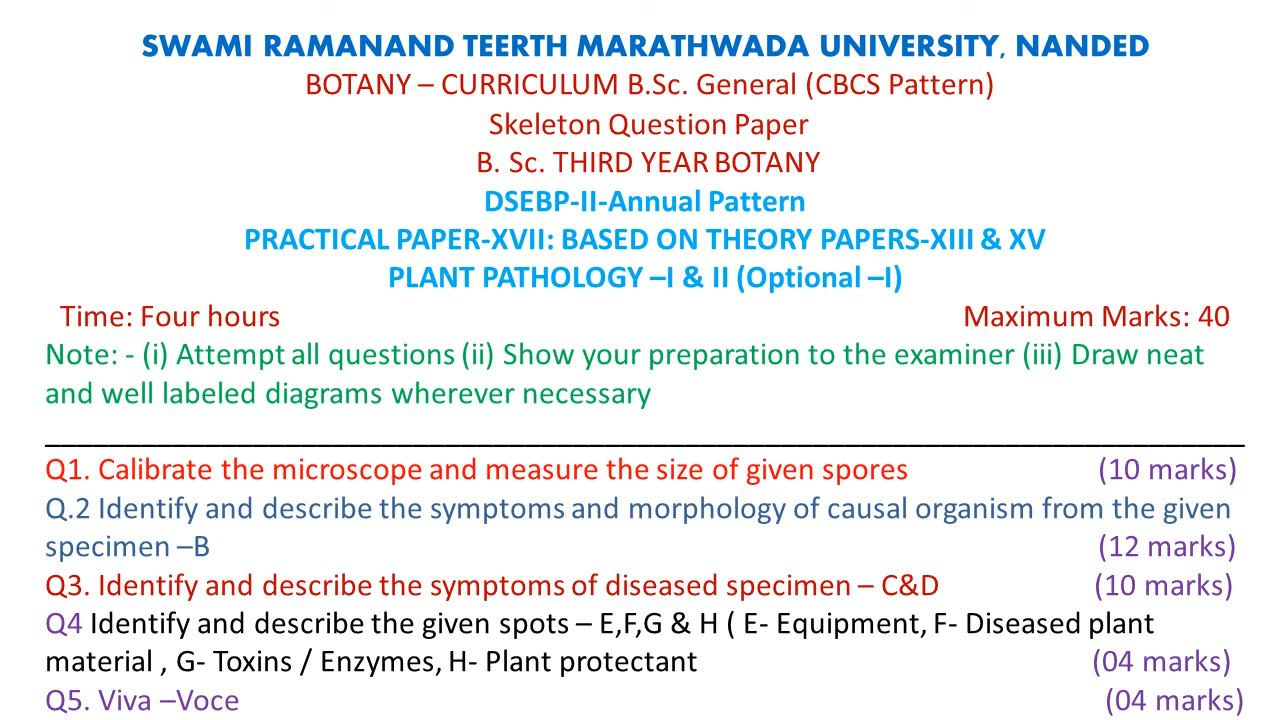 SWAMI RAMANAND TEERTH MARATHWADA UNIVERSITY, NANDED
BOTANY – CURRICULUM B.Sc. General (CBCS Pattern)
Skeleton Question Paper
B. Sc. THIRD YEAR BOTANY
DSEBP-II-Annual Pattern
PRACTICAL PAPER-XVII: BASED ON THEORY PAPERS-XIII & XV
PLANT PATHOLOGY –I & II (Optional –I)
Time: Four hours Maximum Marks: 40
Note: - (i) Attempt all questions (ii) Show your preparation to the examiner (iii) Draw neat
and well labeled diagrams wherever necessary
Q1. Calibrate the microscope and measure the size of given spores (10 marks)
Q.2 Identify and describe the symptoms and morphology of causal organism from the given
specimen –B (12 marks)
Q3. Identify and describe the symptoms of diseased specimen – C&D (10 marks)
Q4 Identify and describe the given spots – E,F,G & H ( E- Equipment, F- Diseased plant
material , G- Toxins / Enzymes, H- Plant protectant (04 marks)
Q5. Viva –Voce (04 marks)